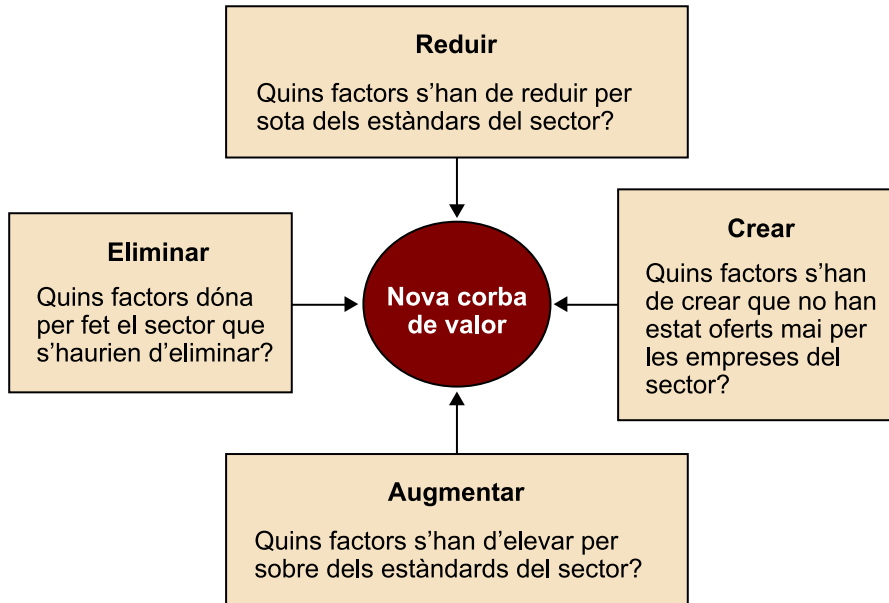 Reduir
Quins factors s’han de reduir per
sota dels estàndars del sector?
Eliminar
Quins factors dóna
per fet el sector que
s’haurien d’eliminar?
Nova corba
de valor
Crear
Quins factors s’han
de crear que no han
estat oferts mai per
les empreses del
sector?
Augmentar
Quins factors s’han d’elevar per
sobre dels estàndards del sector?